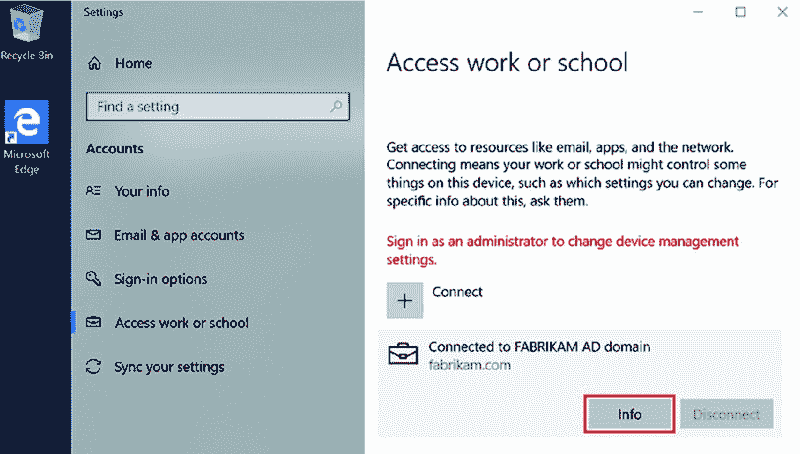 Recycle Bin
Microsoft
Edge
Settings
Home
Find a setting
Accounts
Your info
Email & app accounts
Sign-in options
Access work or school
Sync your settings
Access work or school
Get access to resources like email, apps, and the network.
Connecting means your work or school might control some
things on this device, such as which settings you can change. For
specific info about this, ask them.
Sign in as an administrator to change device management
settings.
Connect
Connected to FABRIKAM AD domain
fabrikam.com
Info
Disconnect